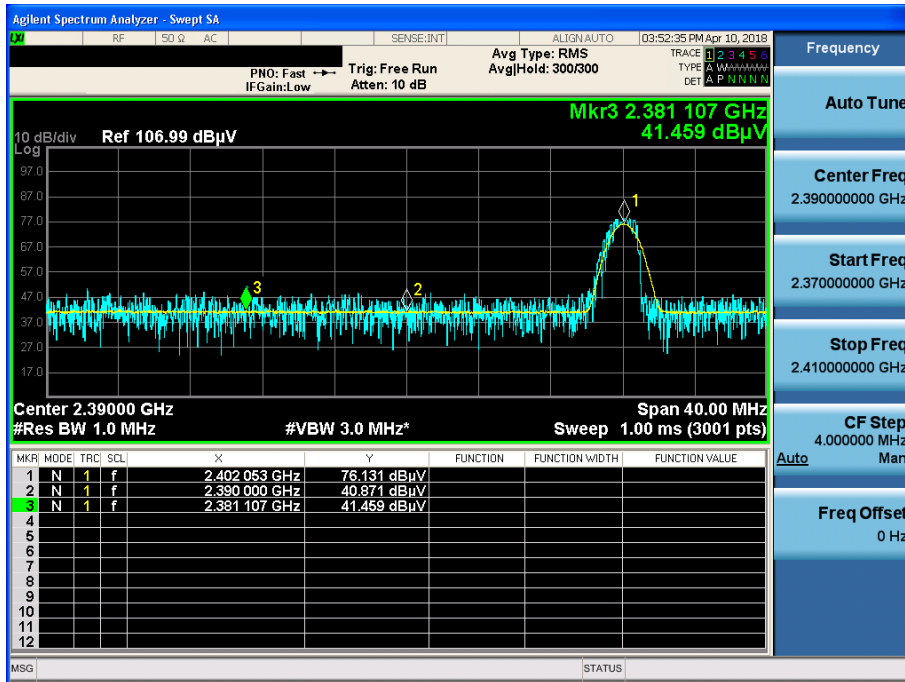 Agilent Spectrum Analyzer - Swept SA
LXI RF 50 Ω AC SENSE:INT ALIGN AUTO 03:52:35 PM Apr 10, 2018
PNO: Fast Trig: Free Run Avg Type: RMS TRACE 1 2 3 4 5 6
IFGain:Low Atten: 10 dB Avg|Hold: 300/300 TYPE A WWWWW
DET A P N N N N
Mkr3 2.381 107 GHz
41.459 dBµV
10 dB/div Ref 106.99 dBµV
Log
97.0
87.0
77.0
67.0
57.0
47.0
37.0
27.0
17.0
1
2
3
Center 2.39000 GHz Span 40.00 MHz
#Res BW 1.0 MHz #VBW 3.0 MHz* Sweep 1.00 ms (3001 pts)
MKR MODE TRC SCL X Y FUNCTION FUNCTION WIDTH FUNCTION VALUE
1 N 1 f 2.402 053 GHz 76.131 dBµV
2 N 1 f 2.390 000 GHz 40.871 dBµV
3 N 1 f 2.381 107 GHz 41.459 dBµV
4
5
6
7
8
9
10
11
12
MSG STATUS
Frequency
Auto Tune
Center Freq
2.390000000 GHz
Start Freq
2.370000000 GHz
Stop Freq
2.410000000 GHz
CF Step
4.000000 MHz
Auto Man
Freq Offset
0 Hz